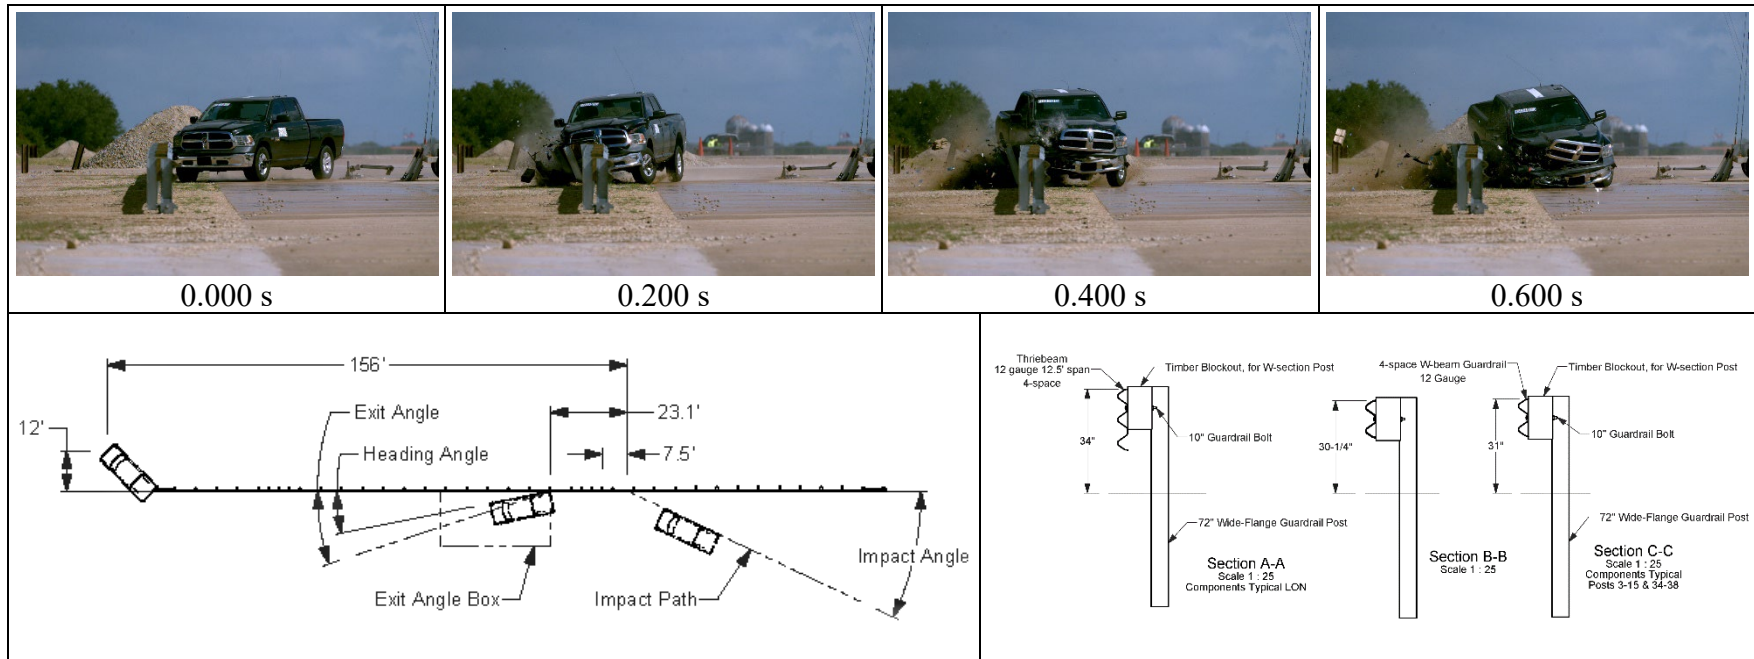 0.000 s
0.200 s
0.400 s
0.600 s
156'
Exit Angle
23.1'
12'
Heading Angle
7.5'
Impact Angle
Exit Angle Box
Impact Path
Thriebeam
12 gauge 12.5' span
4-space
Timber Blockout, for W-section Post
34"
10" Guardrail Bolt
72" Wide-Flange Guardrail Post
Section A-A
Scale 1 : 25
Components Typical LON
30-1/4"
Section B-B
Scale 1 : 25
4-space W-beam Guardrail
12 Gauge
Timber Blockout, for W-section Post
31"
10" Guardrail Bolt
72" Wide-Flange Guardrail Post
Section C-C
Scale 1 : 25
Components Typical
Posts 3-15 & 34-38